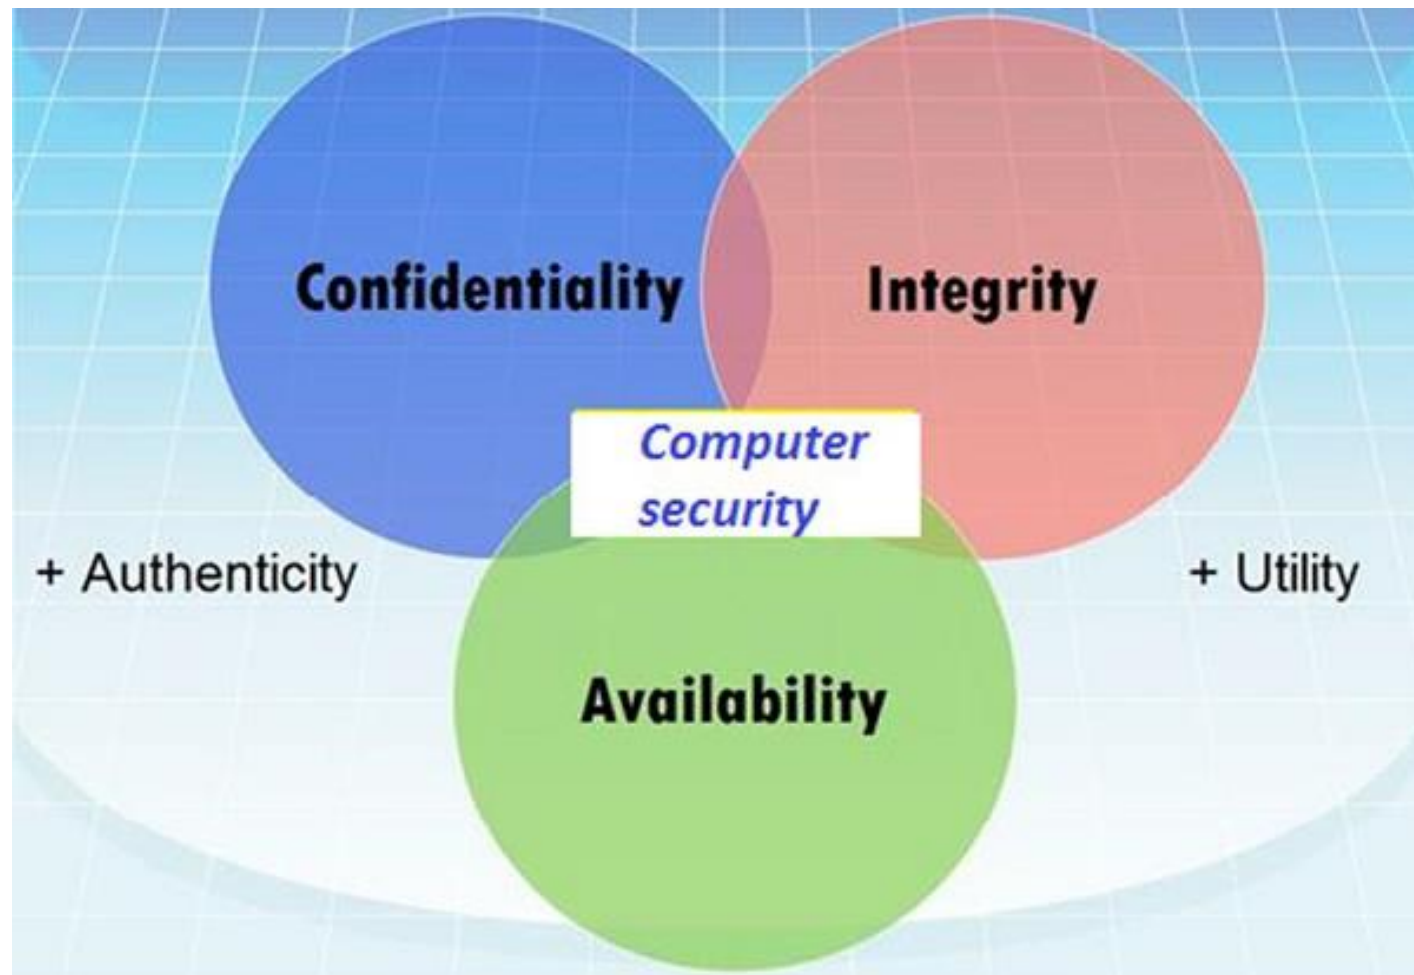 Confidentiality
Integrity
Computer
security
+ Authenticity
+ Utility
Availability